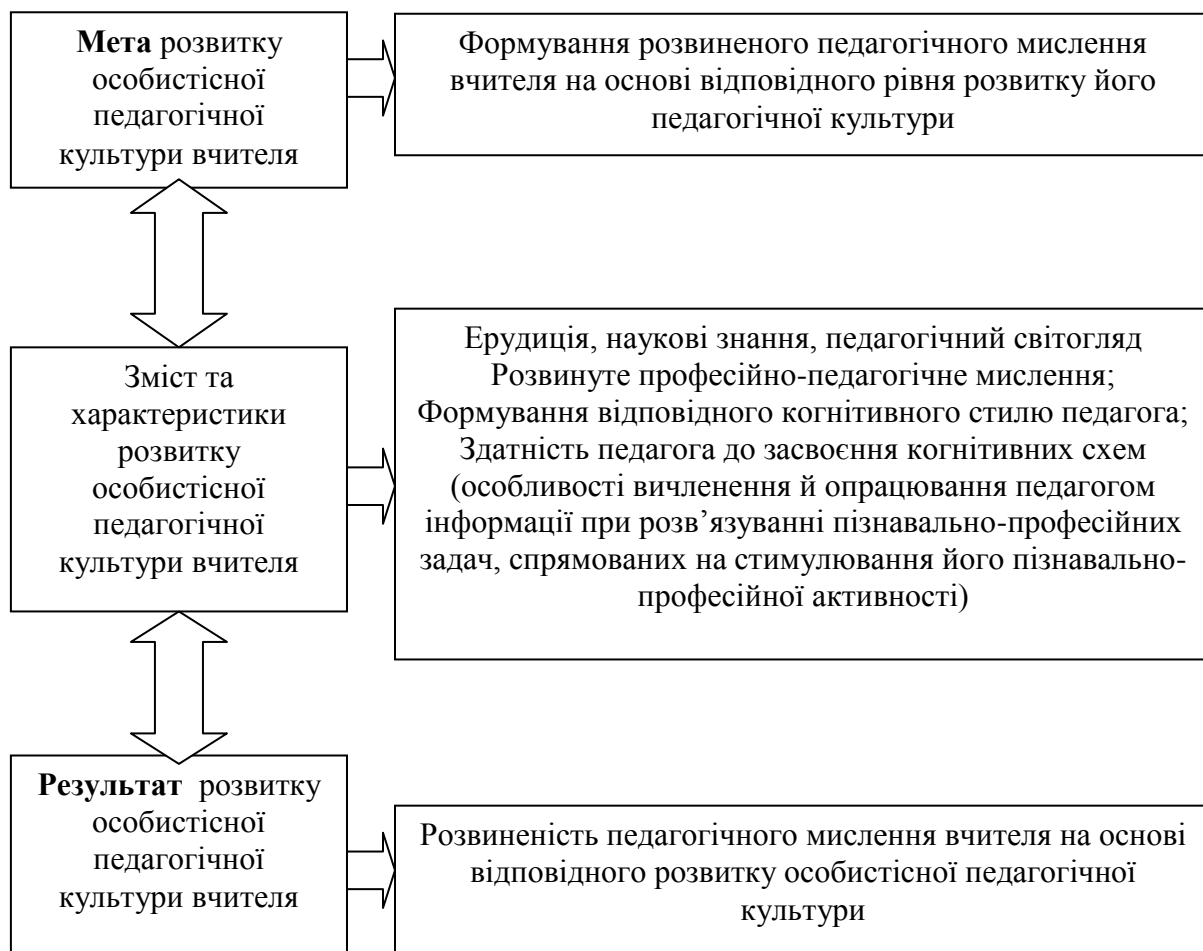 Мета розвитку
особистісної
педагогічної
культури вчителя
Формування розвиненого педагогічного мислення
вчителя на основі відповідного рівня розвитку його
педагогічної культури
Зміст та
характеристики
розвитку
особистісної
педагогічної
культури вчителя
Ерудиція, наукові знання, педагогічний світогляд
Розвинуте професійно-педагогічне мислення;
Формування відповідного когнітивного стилю педагога;
Здатність педагога до засвоєння когнітивних схем
(особливості вичленення й опрацювання педагогом
інформації при розв’язуванні пізнавально-професійних
задач, спрямованих на стимулювання його пізнавально-
професійної активності)
Результат розвитку
особистісної
педагогічної
культури вчителя
Розвиненість педагогічного мислення вчителя на основі
відповідного розвитку особистісної педагогічної
культури